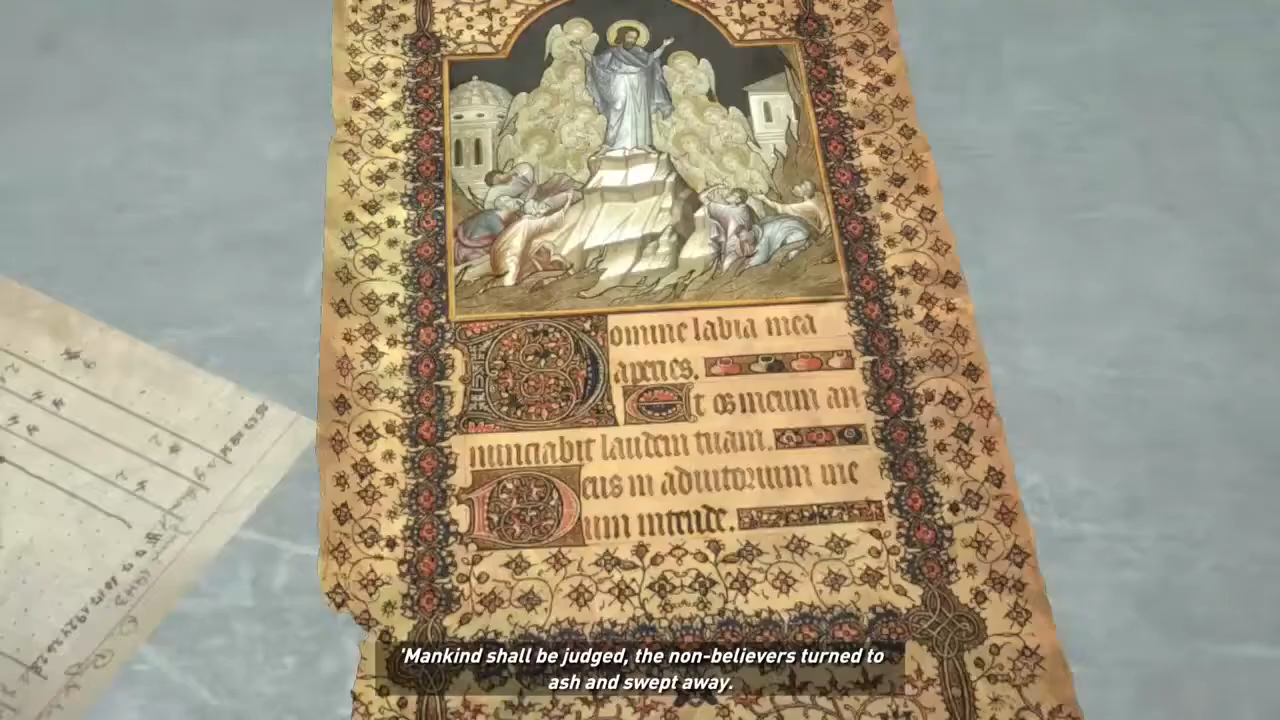 Domine labia mea
aperies.
Et os meum an
nunciabit laudem tuam.
Deus in adiutorium me
um intende.
'Mankind shall be judged, the non-believers turned to
ash and swept away.